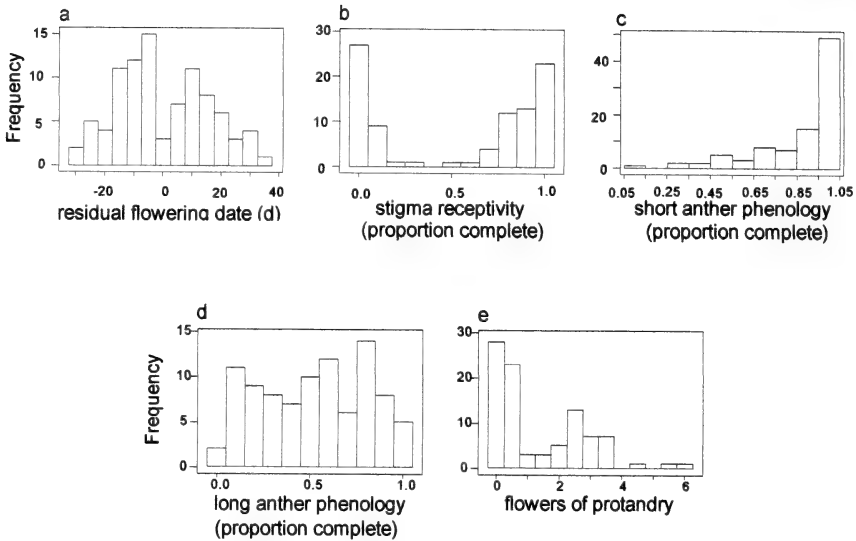 a
Frequency
15
10
5
0
-20 0 20 40
residual flowering date (d)
b
30
20
10
0
0.0 0.5 1.0
stigma receptivity
(proportion complete)
c
40
20
0
0.05 0.25 0.45 0.65 0.85 1.05
short anther phenology
(proportion complete)
d
Frequency
15
10
5
0
0.0 0.5 1.0
long anther phenology
(proportion complete)
e
30
20
10
0
0 2 4 6
flowers of protandry